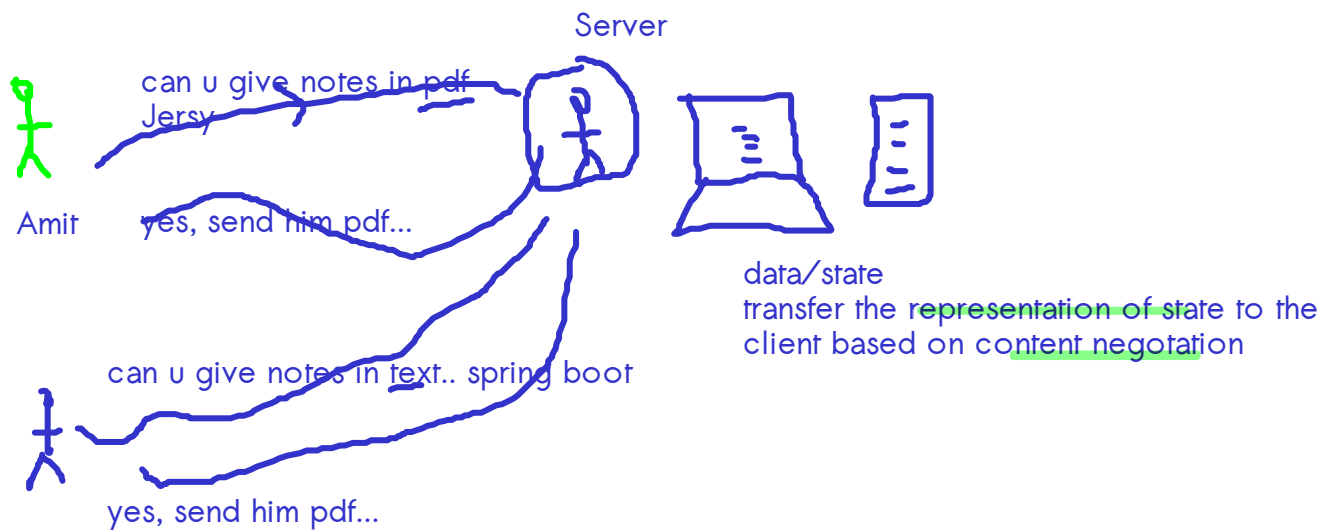 Server
can u give notes in pdf
Jersy
Amit
yes, send him pdf...
data/state
transfer the representation of state to the
client based on content negotation
can u give notes in text.. spring boot
yes, send him pdf...